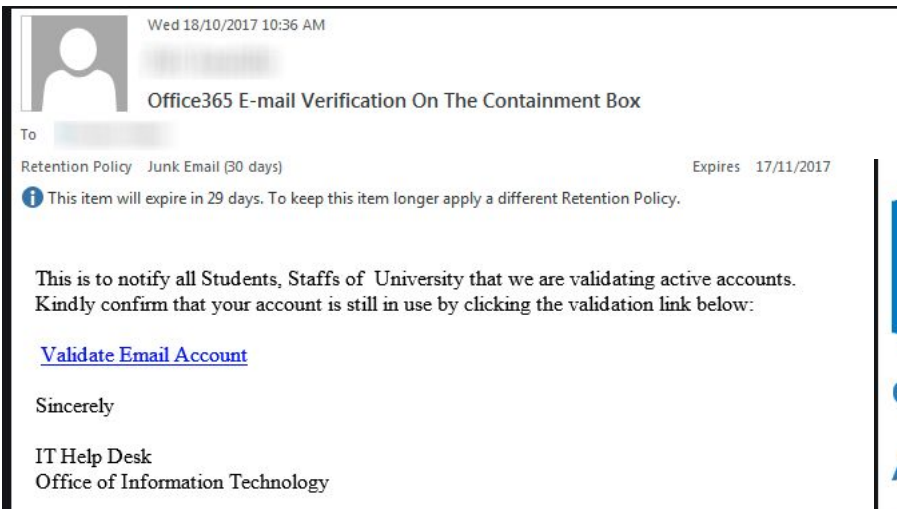 Wed 18/10/2017 10:36 AM
Office365 E-mail Verification On The Containment Box
To
Retention Policy Junk Email (30 days) Expires 17/11/2017
This item will expire in 29 days. To keep this item longer apply a different Retention Policy.
This is to notify all Students, Staffs of University that we are validating active accounts.
Kindly confirm that your account is still in use by clicking the validation link below:
Validate Email Account
Sincerely
IT Help Desk
Office of Information Technology